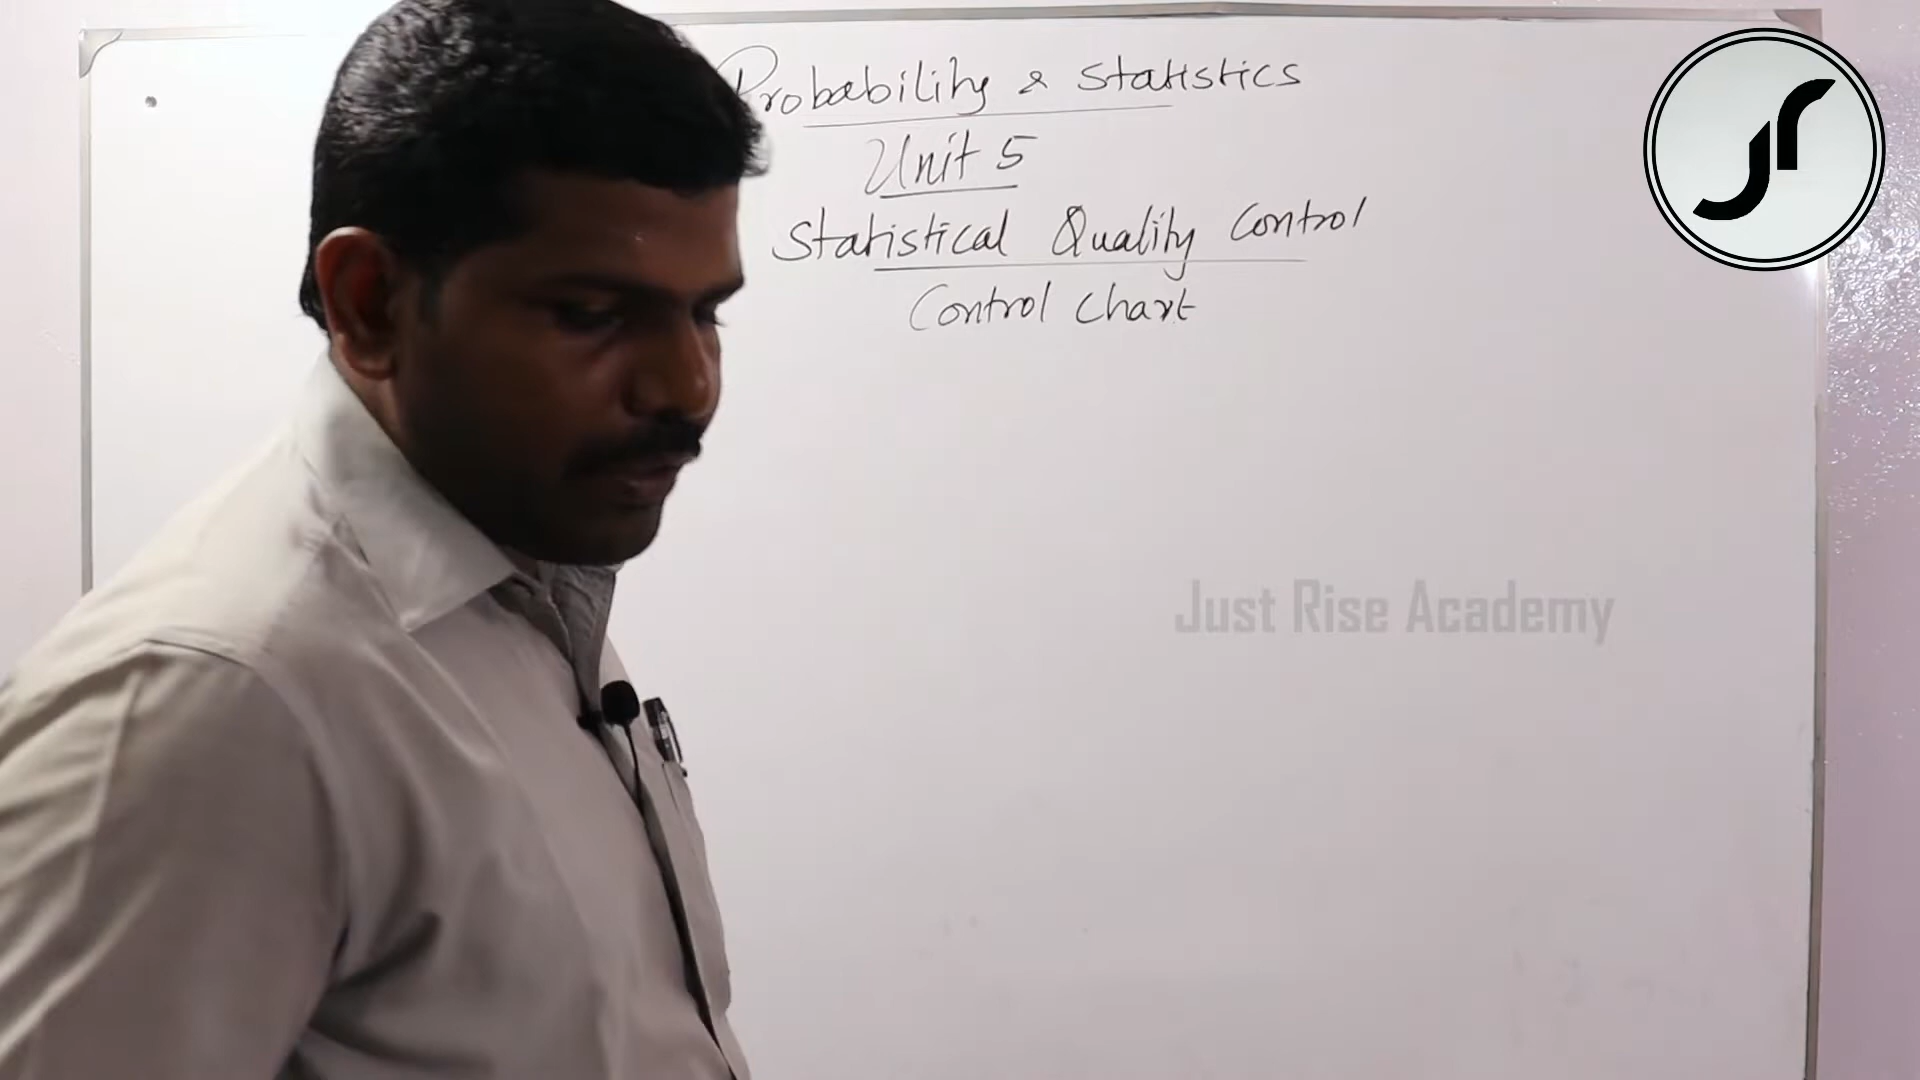 Probability & Statistics
Unit 5
Statistical Quality Control
Control Chart
Just Rise Academy